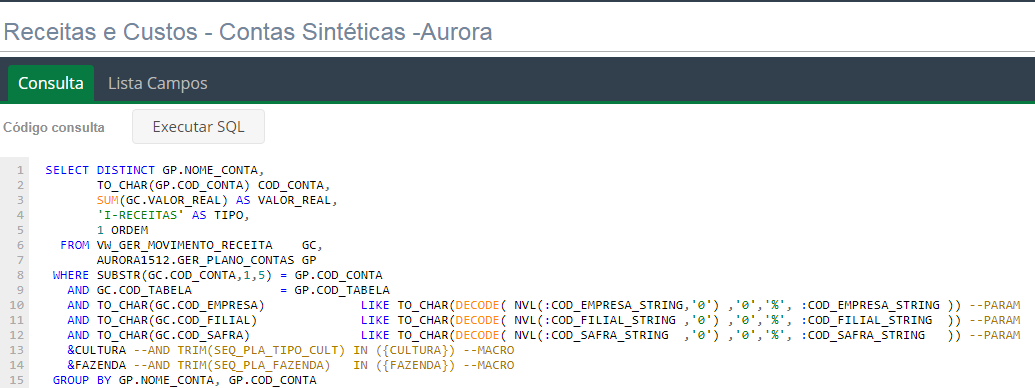 Receitas e Custos - Contas Sintéticas -Aurora
Consulta Lista Campos
Código consulta Executar SQL
1 SELECT DISTINCT GP.NOME_CONTA,
2 TO_CHAR(GP.COD_CONTA) COD_CONTA,
3 SUM(GC.VALOR_REAL) AS VALOR_REAL,
4 'I-RECEITAS' AS TIPO,
5 1 ORDEM
6 FROM VW_GER_MOVIMENTO_RECEITA GC,
7 AURORA1512.GER_PLANO_CONTAS GP
8 WHERE SUBSTR(GC.COD_CONTA,1,5) = GP.COD_CONTA
9 AND GC.COD_TABELA = GP.COD_TABELA
10 AND TO_CHAR(GC.COD_EMPRESA) LIKE TO_CHAR(DECODE( NVL(:COD_EMPRESA_STRING,'0') ,'0','%', :COD_EMPRESA_STRING )) --PARAM
11 AND TO_CHAR(GC.COD_FILIAL) LIKE TO_CHAR(DECODE( NVL(:COD_FILIAL_STRING ,'0') ,'0','%', :COD_FILIAL_STRING )) --PARAM
12 AND TO_CHAR(GC.COD_SAFRA) LIKE TO_CHAR(DECODE( NVL(:COD_SAFRA_STRING ,'0') ,'0','%', :COD_SAFRA_STRING )) --PARAM
13 &CULTURA --AND TRIM(SEQ_PLA_TIPO_CULT) IN ({CULTURA}) --MACRO
14 &FAZENDA --AND TRIM(SEQ_PLA_FAZENDA) IN ({FAZENDA}) --MACRO
15 GROUP BY GP.NOME_CONTA, GP.COD_CONTA